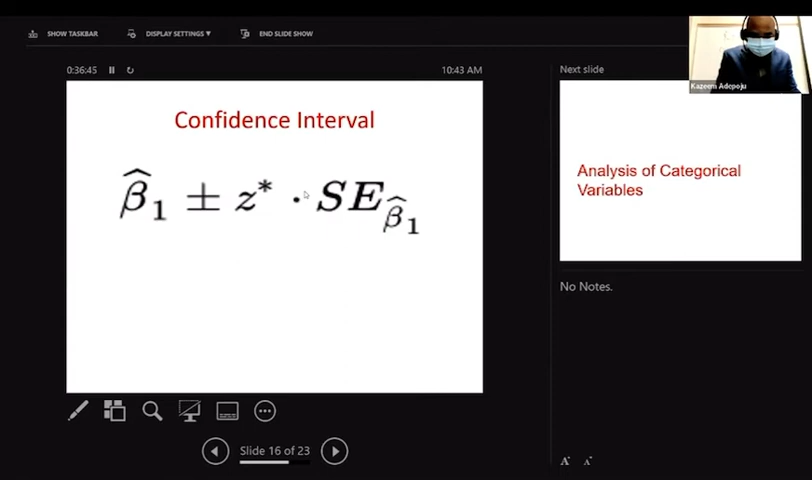 SHOW TASKBAR
DISPLAY SETTINGS ▼
END SLIDE SHOW
0:36:45
10:43 AM
Confidence Interval
β̂₁ ± z* · SE_β̂₁
Slide 16 of 23
Kazeem Adepoju
Next slide
Analysis of Categorical
Variables
No Notes.
A A